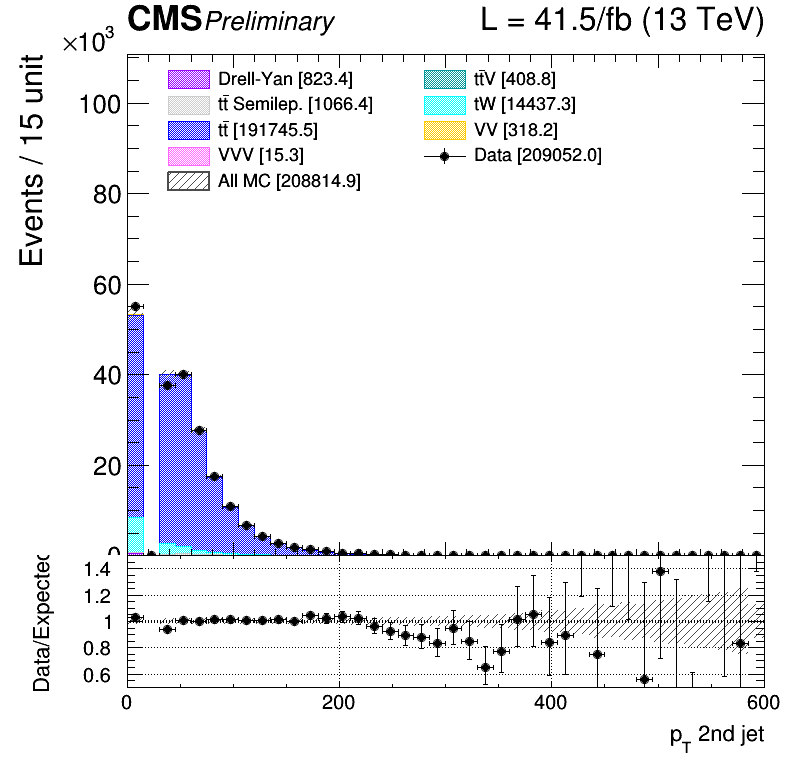 CMS Preliminary L = 41.5/fb (13 TeV)
×10³
Events / 15 unit
Drell-Yan [823.4]
tt̄ Semilep. [1066.4]
tt̄ [191745.5]
VVV [15.3]
All MC [208814.9]
tt̄V [408.8]
tW [14437.3]
VV [318.2]
Data [209052.0]
100
80
60
40
20
0
Data/Expected
1.4
1.2
1
0.8
0.6
0 200 400 600
p_T 2nd jet